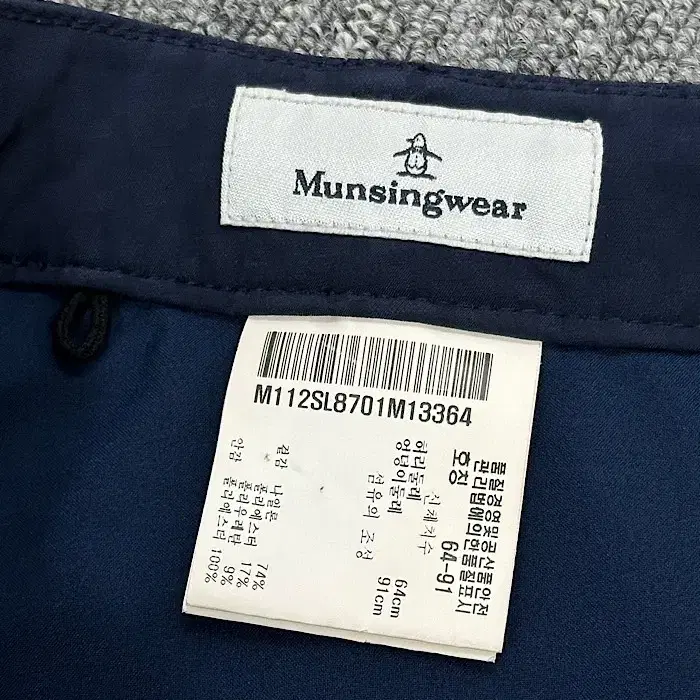 Munsingwear
M112SL8701M13364
품질경영및공산품안전
관리법에의한품질표시
호칭 64-91
신체치수
허리둘레 64cm
엉덩이둘레 91cm
섬유의 조성
겉감 나일론 74%
폴리에스터 17%
폴리우레탄 9%
안감 폴리에스터 100%